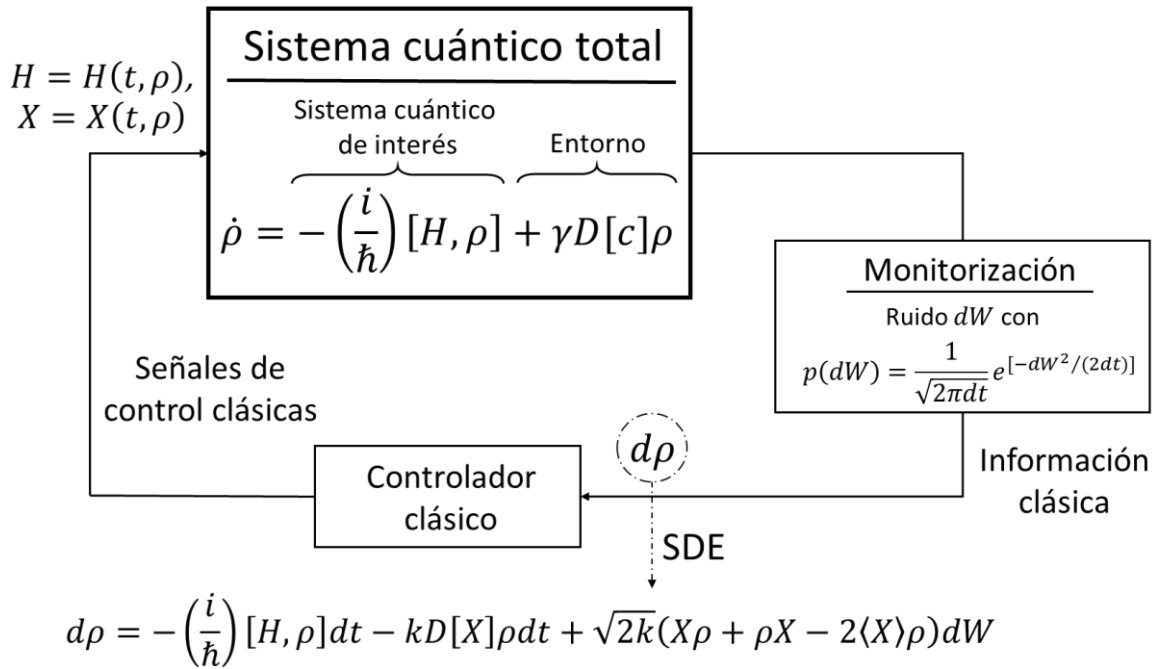 Sistema cuántico total
H = H(t, ρ),
X = X(t, ρ)
Sistema cuántico
de interés
Entorno
ρ̇ = −(i/ħ)[H, ρ] + γD[c]ρ
Monitorización
Ruido dW con
p(dW) = 1/√(2πdt) e^[−dW²/(2dt)]
Señales de
control clásicas
dρ
Controlador
clásico
Información
clásica
SDE
dρ = −(i/ħ)[H, ρ]dt − kD[X]ρdt + √(2k)(Xρ + ρX − 2⟨X⟩ρ)dW